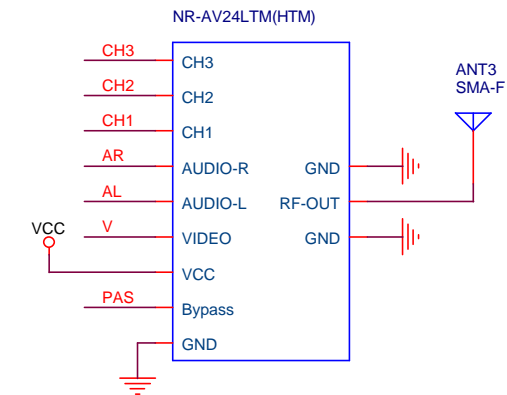 NR-AV24LTM(HTM)
ANT3
SMA-F
CH3
CH3
CH2
CH2
CH1
CH1
AR
AUDIO-R
GND
AL
AUDIO-L
RF-OUT
VCC
V
VIDEO
GND
VCC
PAS
Bypass
GND